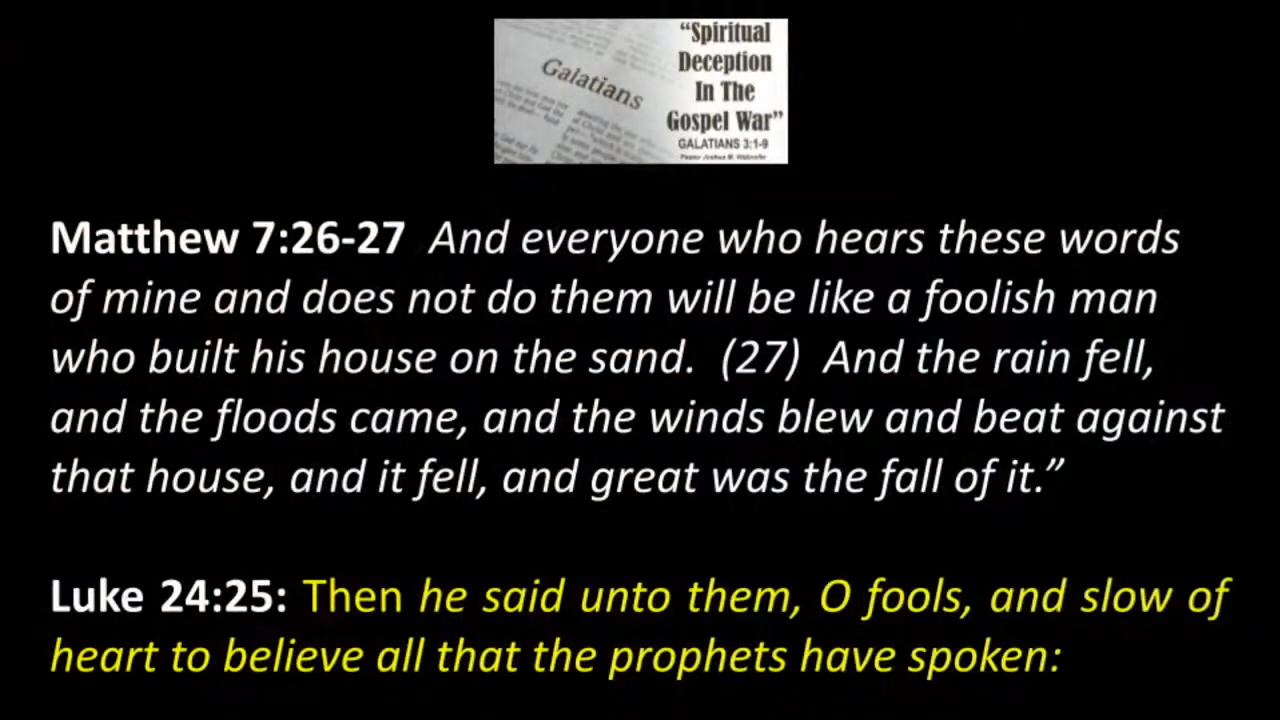 “Spiritual
Deception
In The
Gospel War”
GALATIANS 3:1-9
Galatians
Matthew 7:26-27 And everyone who hears these words
of mine and does not do them will be like a foolish man
who built his house on the sand. (27) And the rain fell,
and the floods came, and the winds blew and beat against
that house, and it fell, and great was the fall of it.”
Luke 24:25: Then he said unto them, O fools, and slow of
heart to believe all that the prophets have spoken: